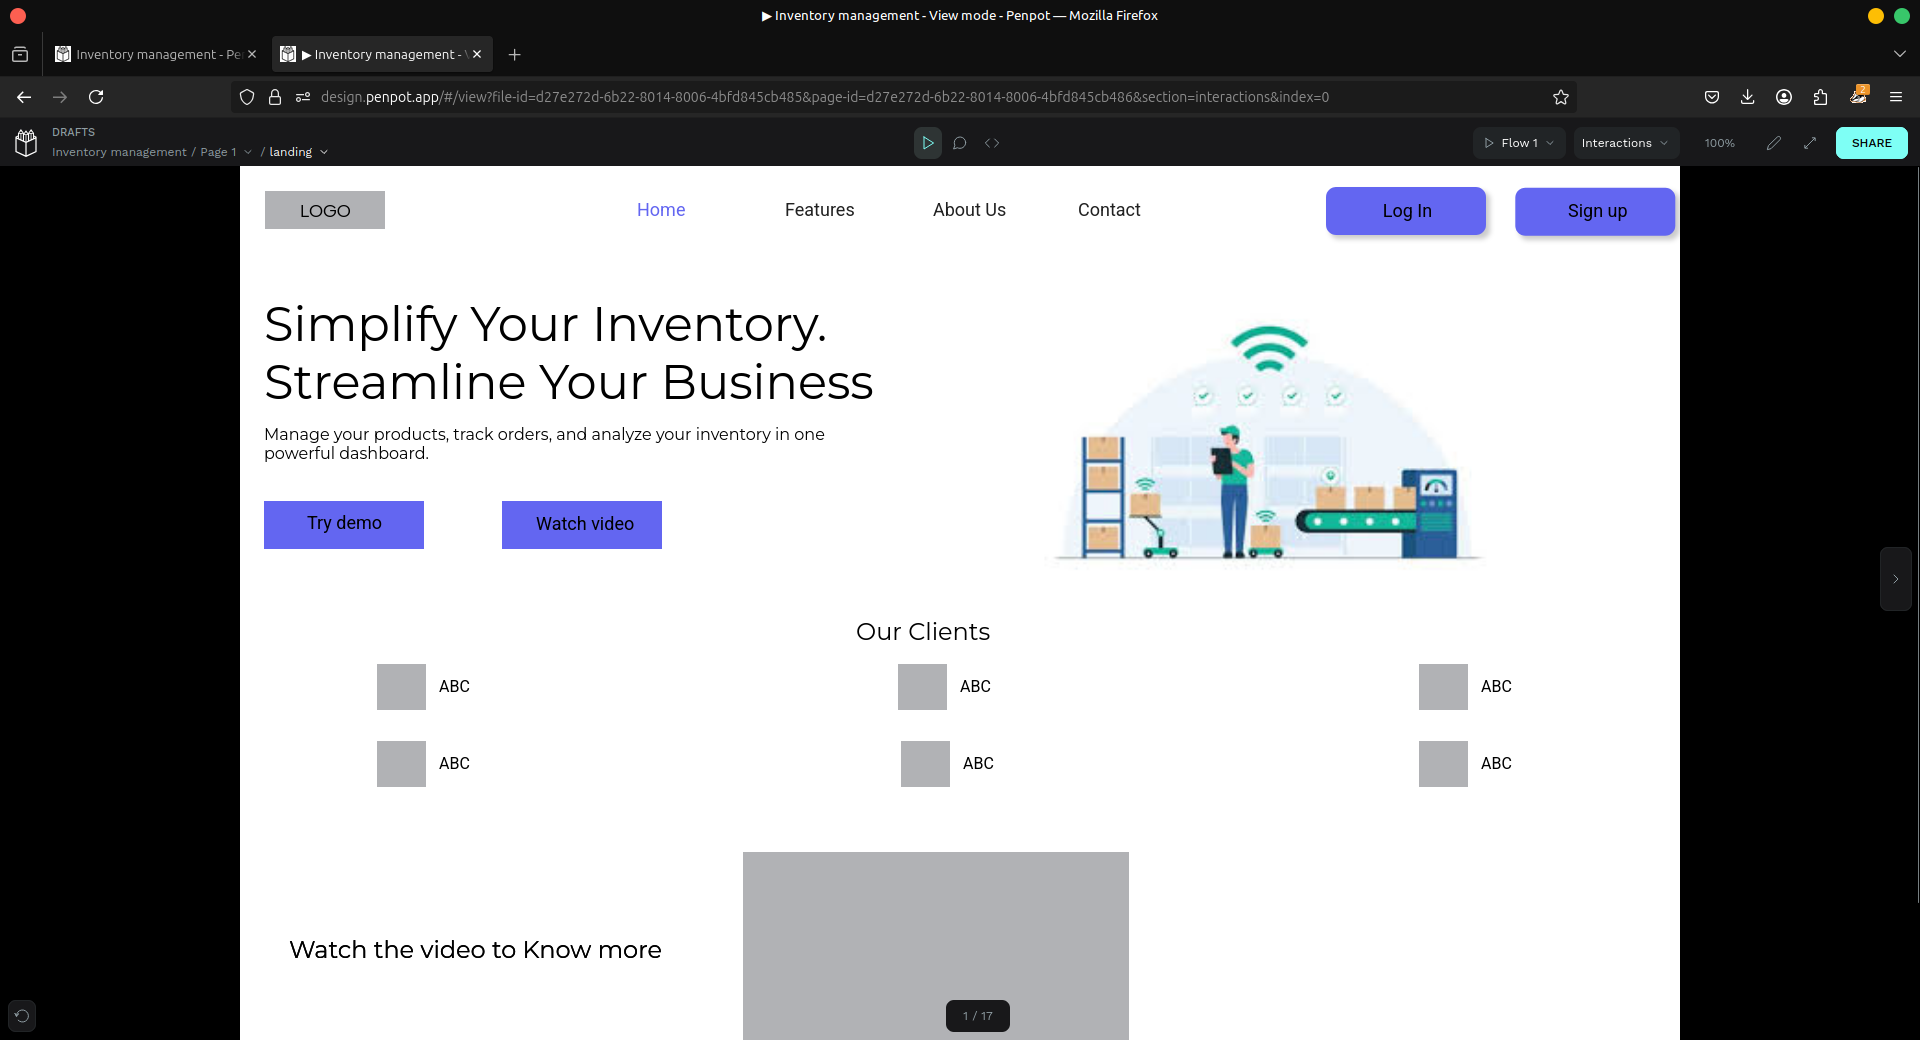 ▶ Inventory management - View mode - Penpot — Mozilla Firefox
Inventory management - Pe
▶ Inventory management -
design.penpot.app/#/view?file-id=d27e272d-6b22-8014-8006-4bfd845cb485&page-id=d27e272d-6b22-8014-8006-4bfd845cb486&section=interactions&index=0
2
DRAFTS
Inventory management / Page 1 / landing
Flow 1
Interactions
100%
SHARE
LOGO
Home
Features
About Us
Contact
Log In
Sign up
Simplify Your Inventory.
Streamline Your Business
Manage your products, track orders, and analyze your inventory in one
powerful dashboard.
Try demo
Watch video
Our Clients
ABC
ABC
ABC
ABC
ABC
ABC
Watch the video to Know more
1 / 17